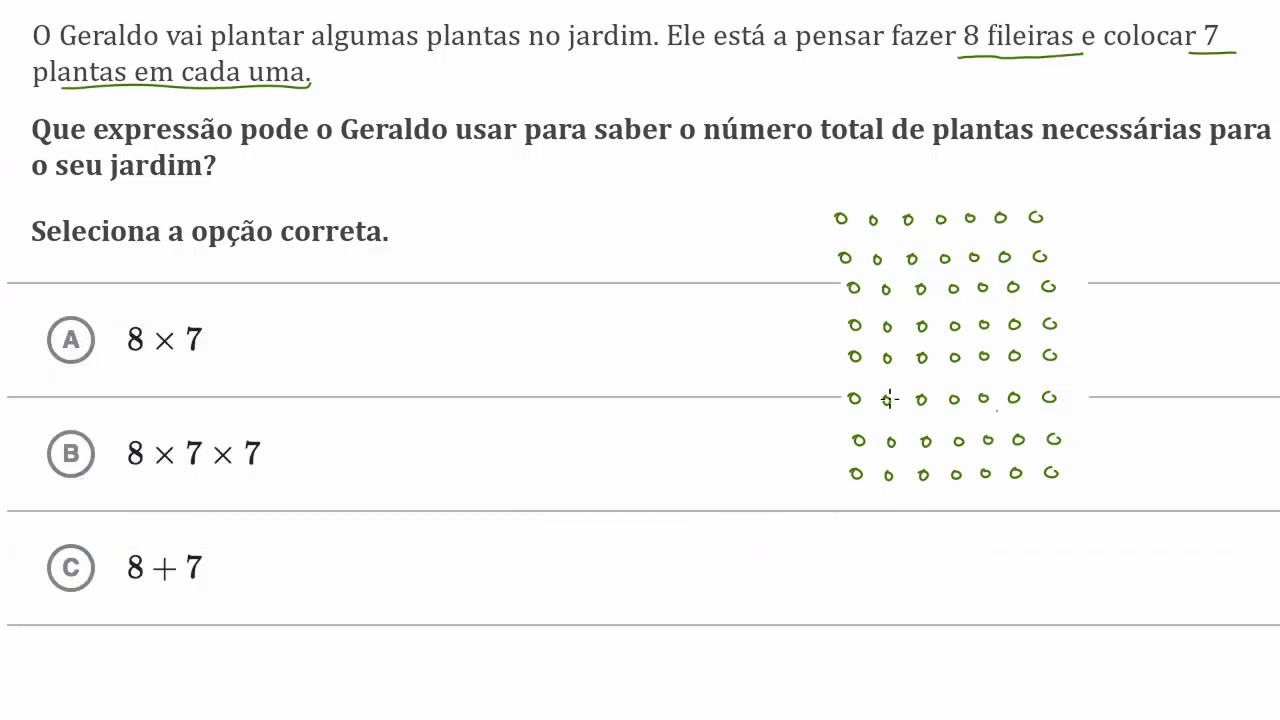 O Geraldo vai plantar algumas plantas no jardim. Ele está a pensar fazer 8 fileiras e colocar 7
plantas em cada uma.
Que expressão pode o Geraldo usar para saber o número total de plantas necessárias para
o seu jardim?
Seleciona a opção correta.
A 8 × 7
B 8 × 7 × 7
C 8 + 7